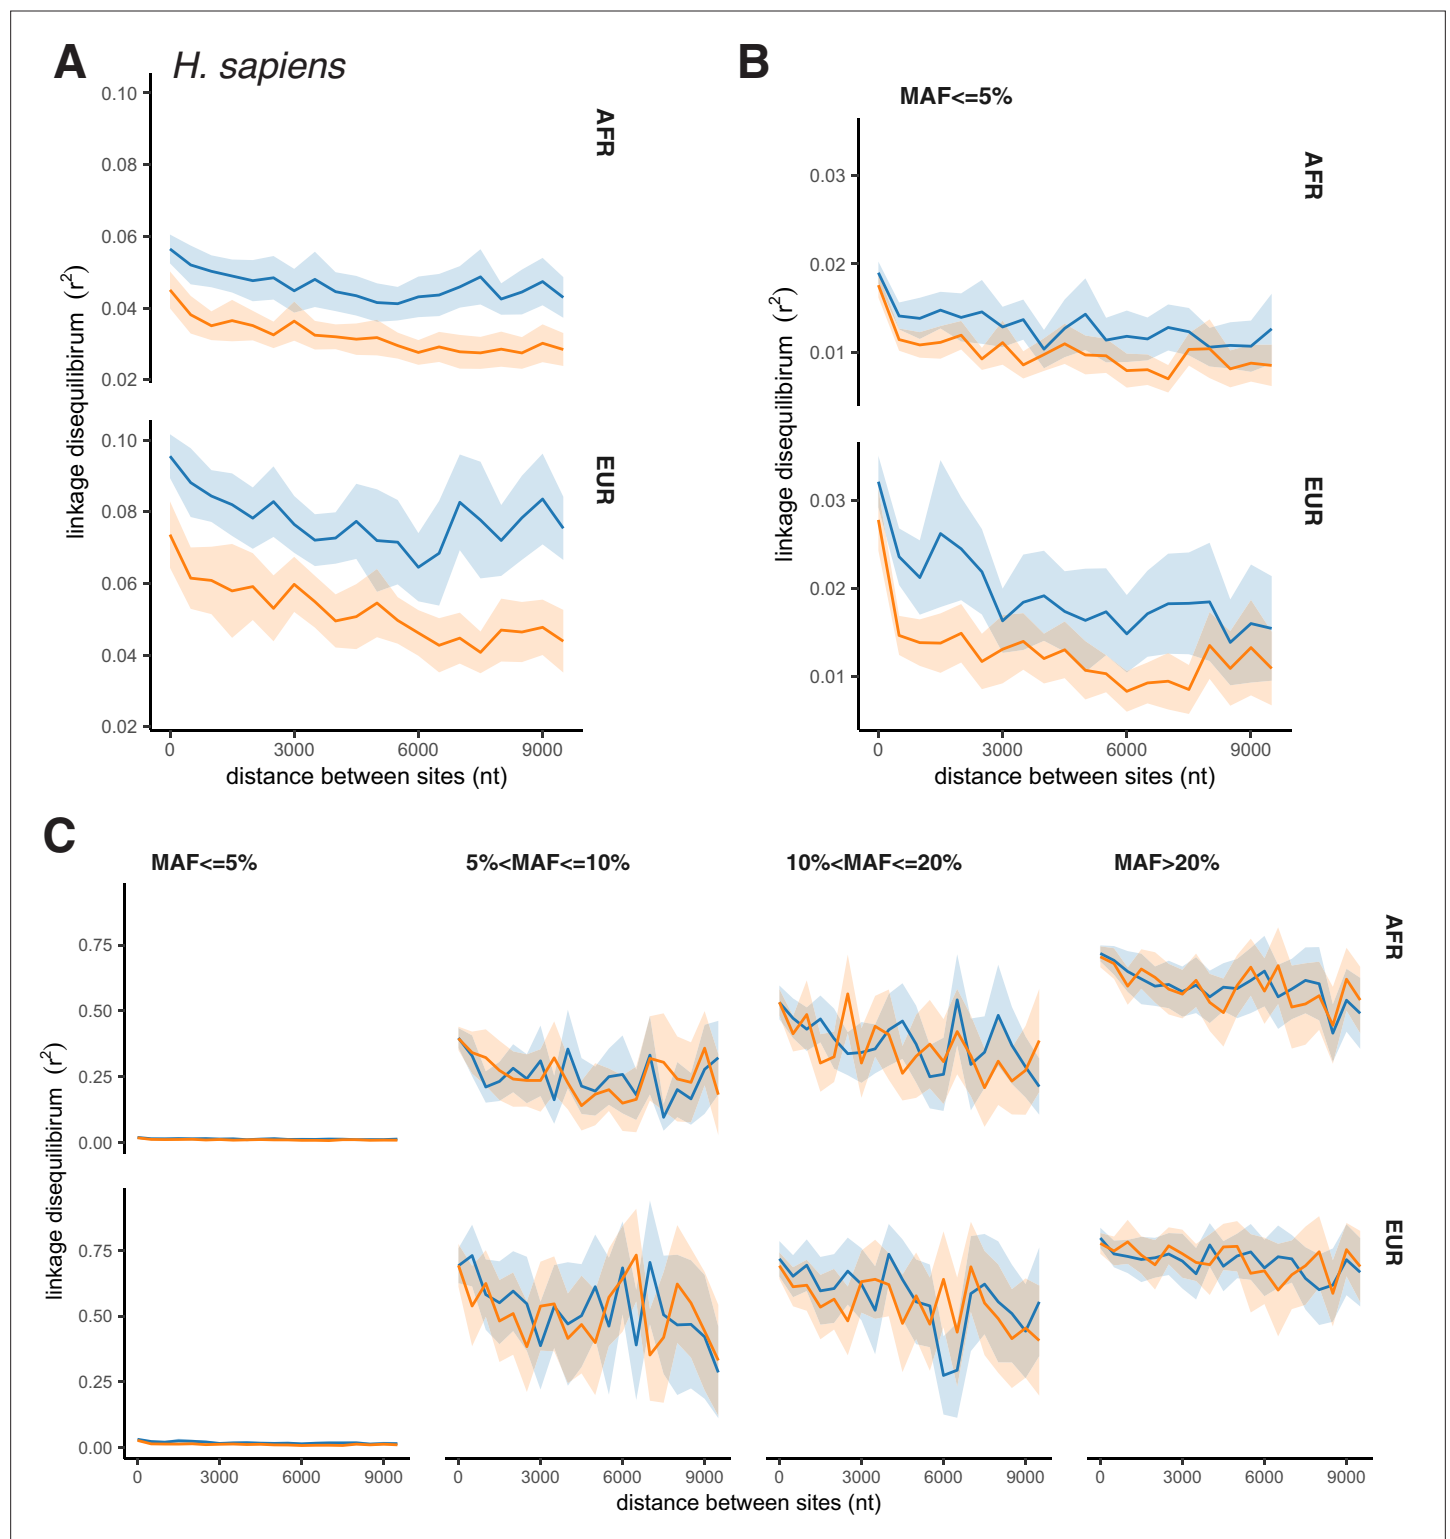 A H. sapiens
0.10
0.08
0.06
0.04
0.02
AFR
0.10
0.08
0.06
0.04
0.02
EUR
linkage disequilibirum (r²)
0 3000 6000 9000
distance between sites (nt)
B
MAF<=5%
0.03
0.02
0.01
AFR
0.03
0.02
0.01
EUR
linkage disequilibirum (r²)
0 3000 6000 9000
distance between sites (nt)
C
MAF<=5% 5%<MAF<=10% 10%<MAF<=20% MAF>20%
0.75
0.50
0.25
0.00
AFR
0.75
0.50
0.25
0.00
EUR
linkage disequilibirum (r²)
0 3000 6000 9000 0 3000 6000 9000 0 3000 6000 9000 0 3000 6000 9000
distance between sites (nt)